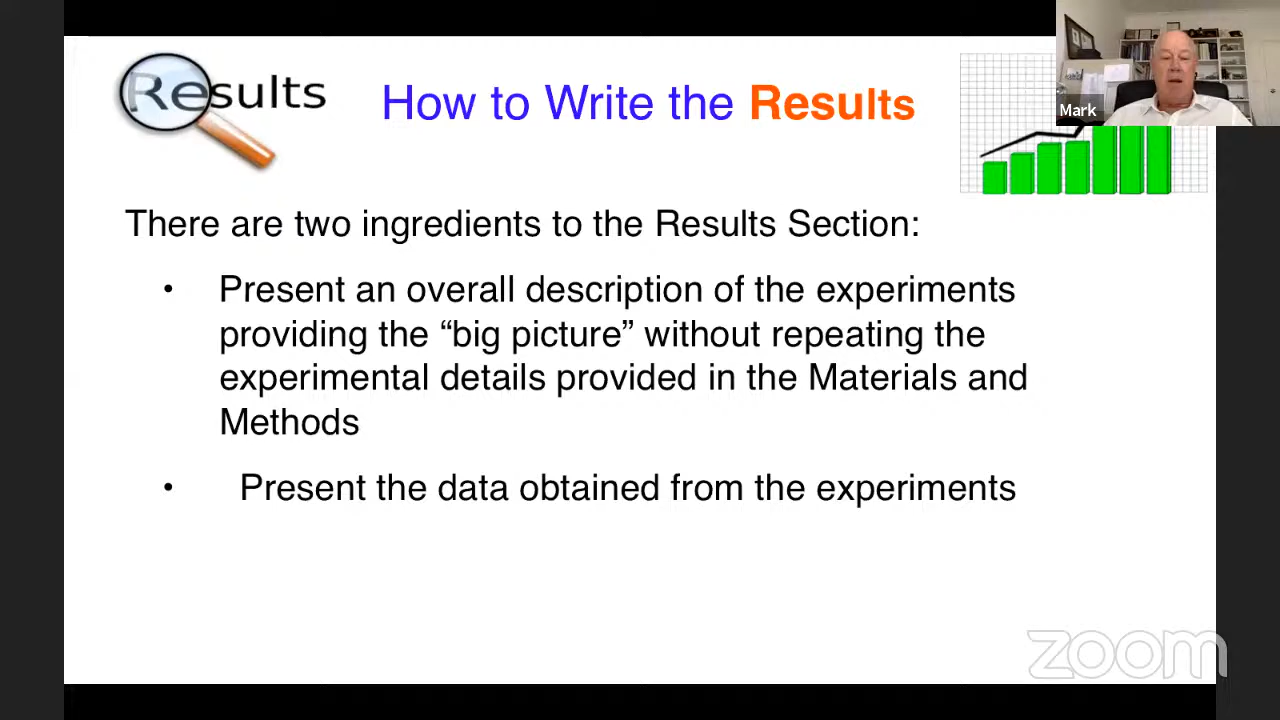 Results
How to Write the Results
Mark
There are two ingredients to the Results Section:
• Present an overall description of the experiments
providing the “big picture” without repeating the
experimental details provided in the Materials and
Methods
• Present the data obtained from the experiments
zoom